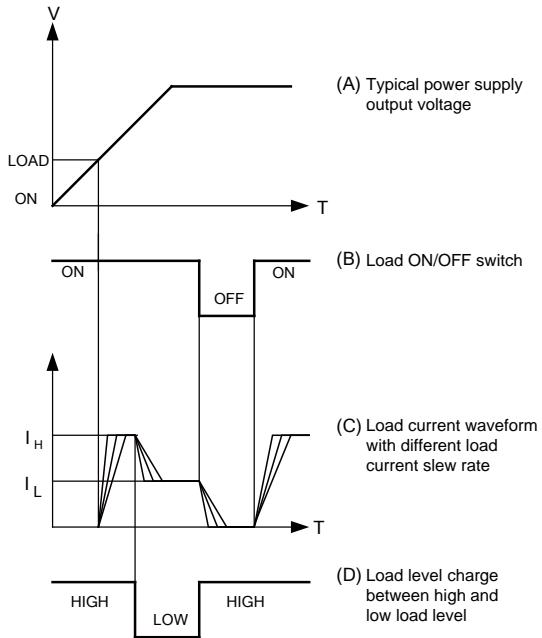 V
(A) Typical power supply
output voltage
LOAD
ON
T
(B) Load ON/OFF switch
ON
ON
OFF
I H
I L
(C) Load current waveform
with different load
current slew rate
T
(D) Load level charge
between high and
low load level
HIGH
LOW
HIGH